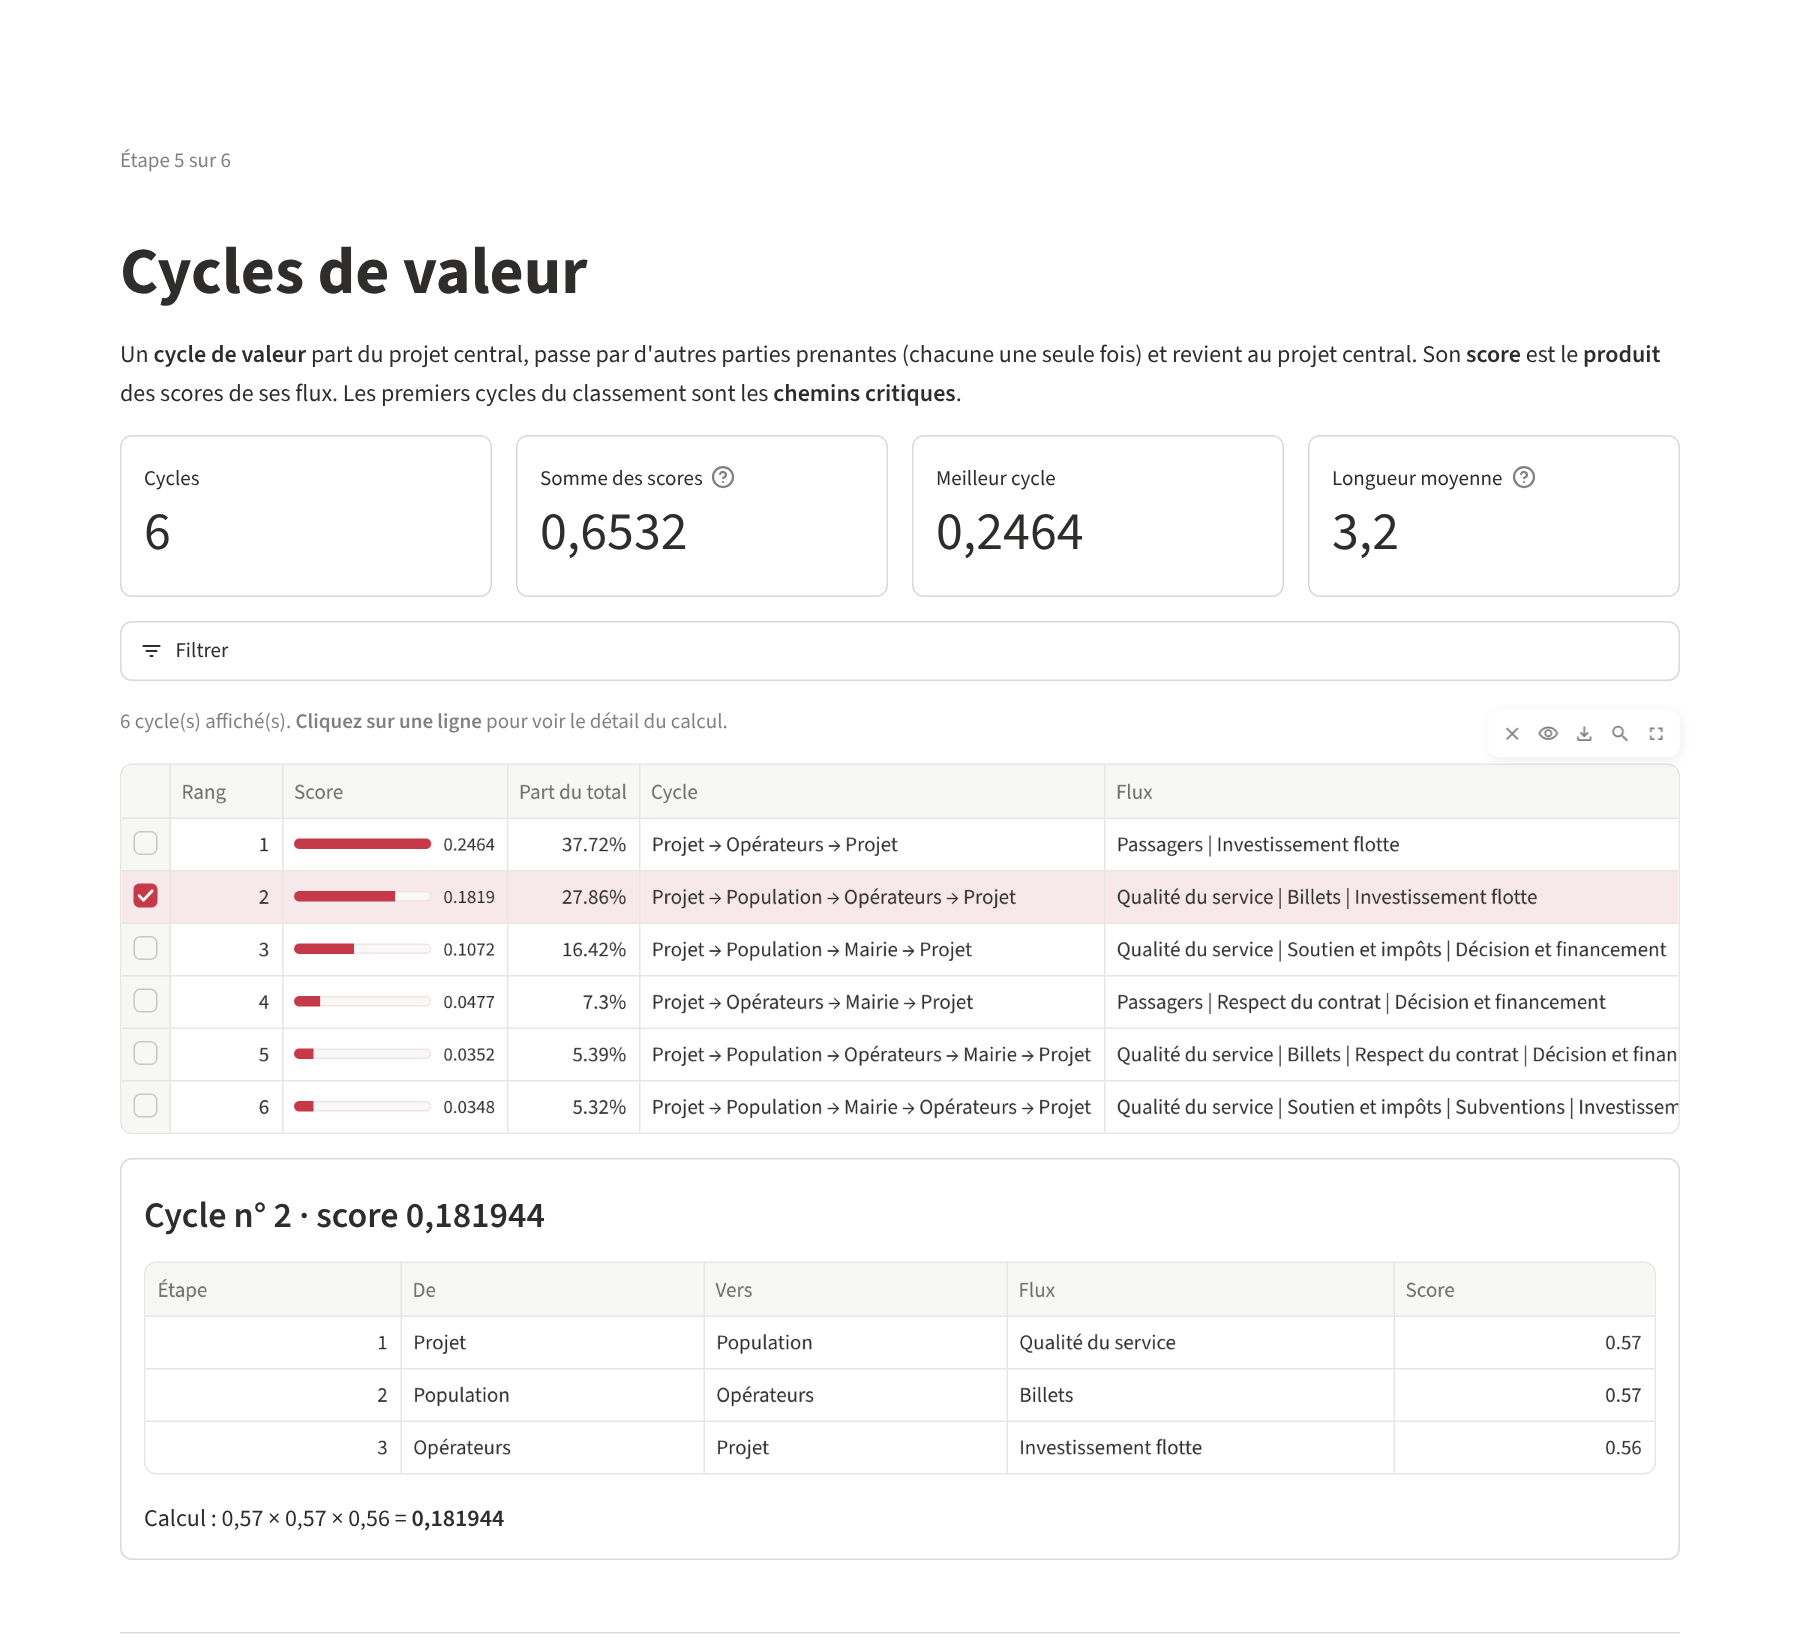 Étape 5 sur 6
Cycles de valeur
Un cycle de valeur part du projet central, passe par d'autres parties prenantes (chacune une seule fois) et revient au projet central. Son score est le produit
des scores de ses flux. Les premiers cycles du classement sont les chemins critiques.
Cycles
6
Somme des scores
0,6532
Meilleur cycle
0,2464
Longueur moyenne
3,2
Filtrer
6 cycle(s) affiché(s). Cliquez sur une ligne pour voir le détail du calcul.
Rang Score Part du total Cycle Flux
1 0.2464 37.72% Projet → Opérateurs → Projet Passagers | Investissement flotte
2 0.1819 27.86% Projet → Population → Opérateurs → Projet Qualité du service | Billets | Investissement flotte
3 0.1072 16.42% Projet → Population → Mairie → Projet Qualité du service | Soutien et impôts | Décision et financement
4 0.0477 7.3% Projet → Opérateurs → Mairie → Projet Passagers | Respect du contrat | Décision et financement
5 0.0352 5.39% Projet → Population → Opérateurs → Mairie → Projet Qualité du service | Billets | Respect du contrat | Décision et finan
6 0.0348 5.32% Projet → Population → Mairie → Opérateurs → Projet Qualité du service | Soutien et impôts | Subventions | Investissem
Cycle n° 2 · score 0,181944
Étape De Vers Flux Score
1 Projet Population Qualité du service 0.57
2 Population Opérateurs Billets 0.57
3 Opérateurs Projet Investissement flotte 0.56
Calcul : 0,57 × 0,57 × 0,56 = 0,181944